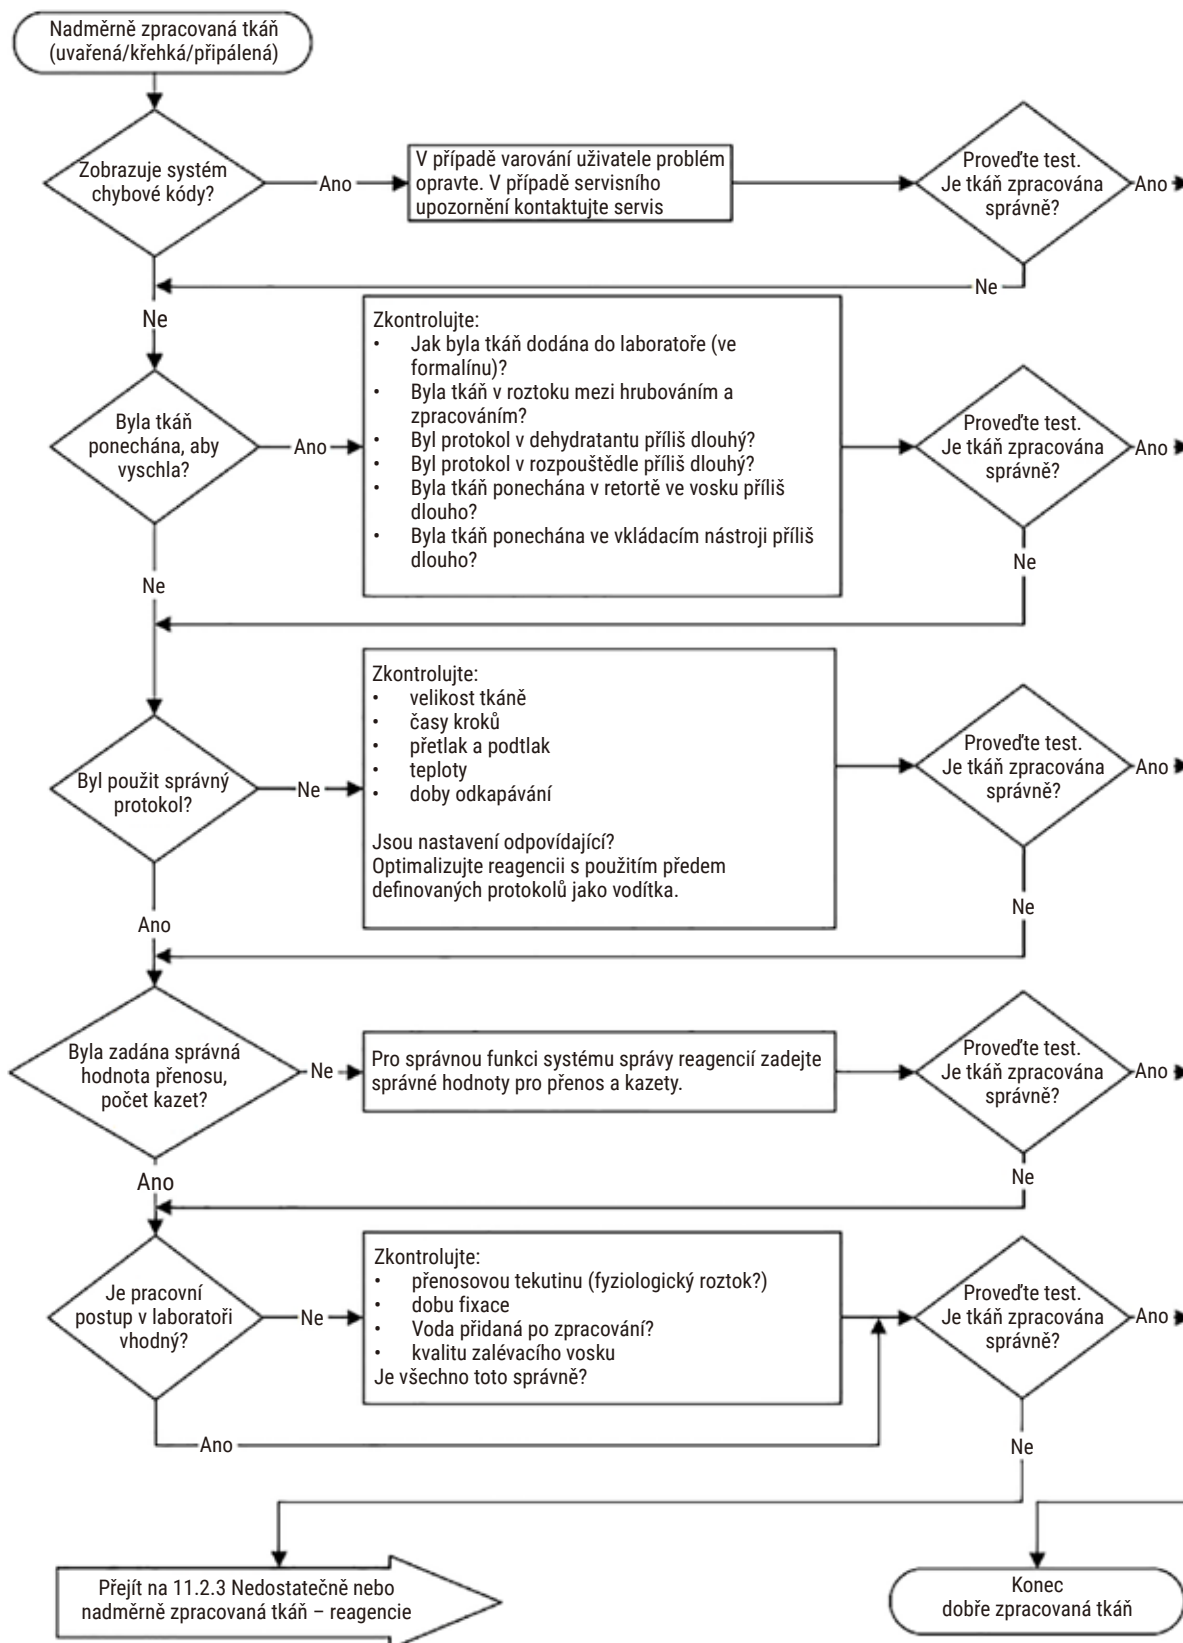 Nadměrně zpracovaná tkáň
(uvařená/křehká/připálená)
Zobrazuje systém
chybové kódy?
Ano
V případě varování uživatele problém
opravte. V případě servisního
upozornění kontaktujte servis
Proveďte test.
Je tkáň zpracována
správně?
Ano
Ne
Ne
Byla tkáň
ponechána, aby
vyschla?
Ano
Zkontrolujte:
• Jak byla tkáň dodána do laboratoře (ve
formalínu)?
• Byla tkáň v roztoku mezi hrubováním a
zpracováním?
• Byl protokol v dehydratantu příliš dlouhý?
• Byl protokol v rozpouštědle příliš dlouhý?
• Byla tkáň ponechána v retortě ve vosku příliš
dlouho?
• Byla tkáň ponechána ve vkládacím nástroji příliš
dlouho?
Proveďte test.
Je tkáň zpracována
správně?
Ano
Ne
Ne
Byl použit správný
protokol?
Ne
Zkontrolujte:
• velikost tkáně
• časy kroků
• přetlak a podtlak
• teploty
• doby odkapávání
Jsou nastavení odpovídající?
Optimalizujte reagencii s použitím předem
definovaných protokolů jako vodítka.
Proveďte test.
Je tkáň zpracována
správně?
Ano
Ne
Ano
Byla zadána správná
hodnota přenosu,
počet kazet?
Ne
Pro správnou funkci systému správy reagencií zadejte
správné hodnoty pro přenos a kazety.
Proveďte test.
Je tkáň zpracována
správně?
Ano
Ne
Ano
Je pracovní
postup v laboratoři
vhodný?
Ne
Zkontrolujte:
• přenosovou tekutinu (fyziologický roztok?)
• dobu fixace
• Voda přidaná po zpracování?
• kvalitu zalévacího vosku
Je všechno toto správně?
Proveďte test.
Je tkáň zpracována
správně?
Ano
Ano
Ne
Přejít na 11.2.3 Nedostatečně nebo
nadměrně zpracovaná tkáň – reagencie
Konec
dobře zpracovaná tkáň